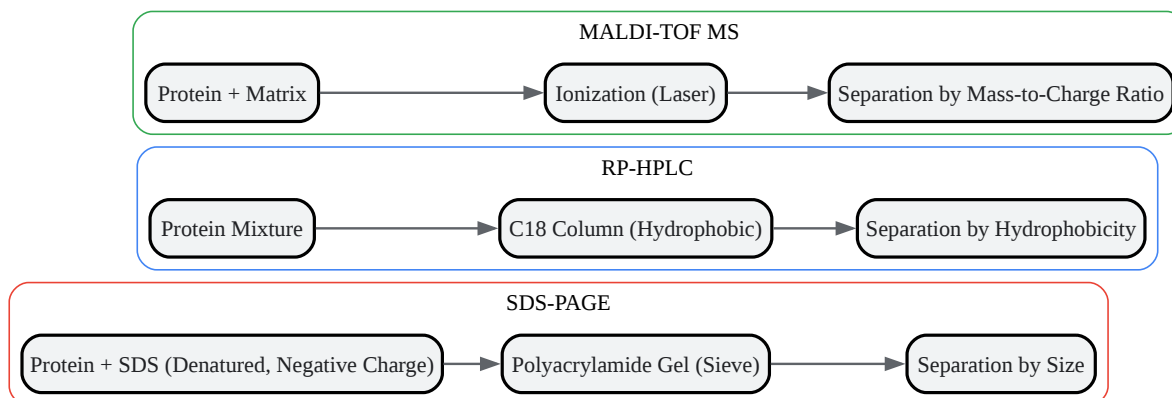 MALDI-TOF MS
Protein + Matrix
Ionization (Laser)
Separation by Mass-to-Charge Ratio
RP-HPLC
Protein Mixture
C18 Column (Hydrophobic)
Separation by Hydrophobicity
SDS-PAGE
Protein + SDS (Denatured, Negative Charge)
Polyacrylamide Gel (Sieve)
Separation by Size